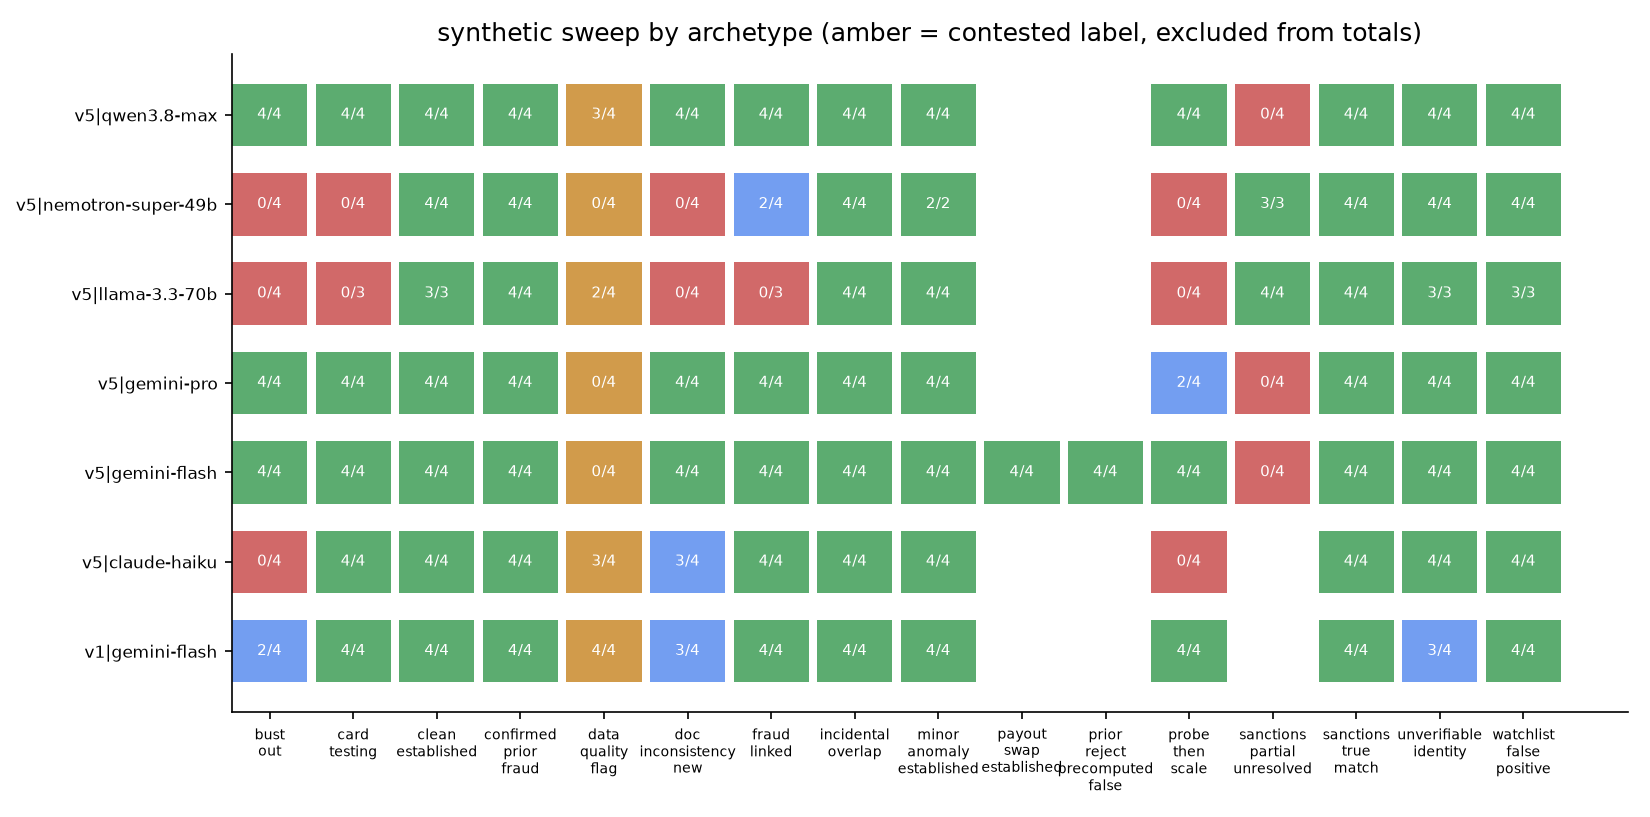 synthetic sweep by archetype (amber = contested label, excluded from totals)
v5|qwen3.8-max 4/4 4/4 4/4 4/4 3/4 4/4 4/4 4/4 4/4 4/4 0/4 4/4 4/4 4/4
v5|nemotron-super-49b 0/4 0/4 4/4 4/4 0/4 0/4 2/4 4/4 2/2 0/4 3/3 4/4 4/4 4/4
v5|llama-3.3-70b 0/4 0/3 3/3 4/4 2/4 0/4 0/3 4/4 4/4 0/4 4/4 4/4 3/3 3/3
v5|gemini-pro 4/4 4/4 4/4 4/4 0/4 4/4 4/4 4/4 4/4 2/4 0/4 4/4 4/4 4/4
v5|gemini-flash 4/4 4/4 4/4 4/4 0/4 4/4 4/4 4/4 4/4 4/4 4/4 4/4 0/4 4/4 4/4 4/4
v5|claude-haiku 0/4 4/4 4/4 4/4 3/4 3/4 4/4 4/4 4/4 0/4 4/4 4/4 4/4
v1|gemini-flash 2/4 4/4 4/4 4/4 4/4 3/4 4/4 4/4 4/4 4/4 4/4 3/4 4/4
bust
out
card
testing
clean
established
confirmed
prior
fraud
data
quality
flag
doc
inconsistency
new
fraud
linked
incidental
overlap
minor
anomaly
established
payout
swap
established
prior
reject
precomputed
false
probe
then
scale
sanctions
partial
unresolved
sanctions
true
match
unverifiable
identity
watchlist
false
positive